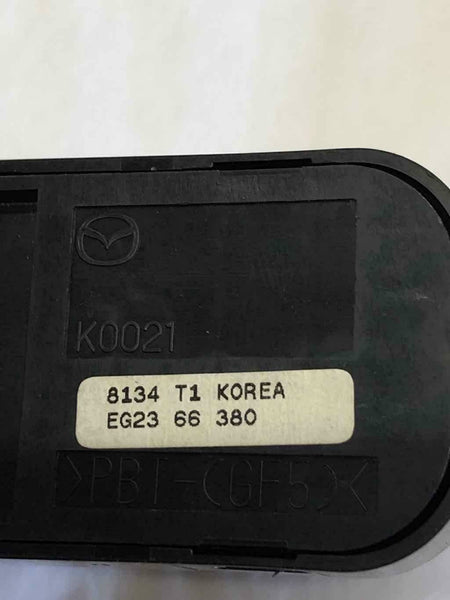 K0021
8134 T1 KOREA
EG23 66 380
>PBT-(GF5)<